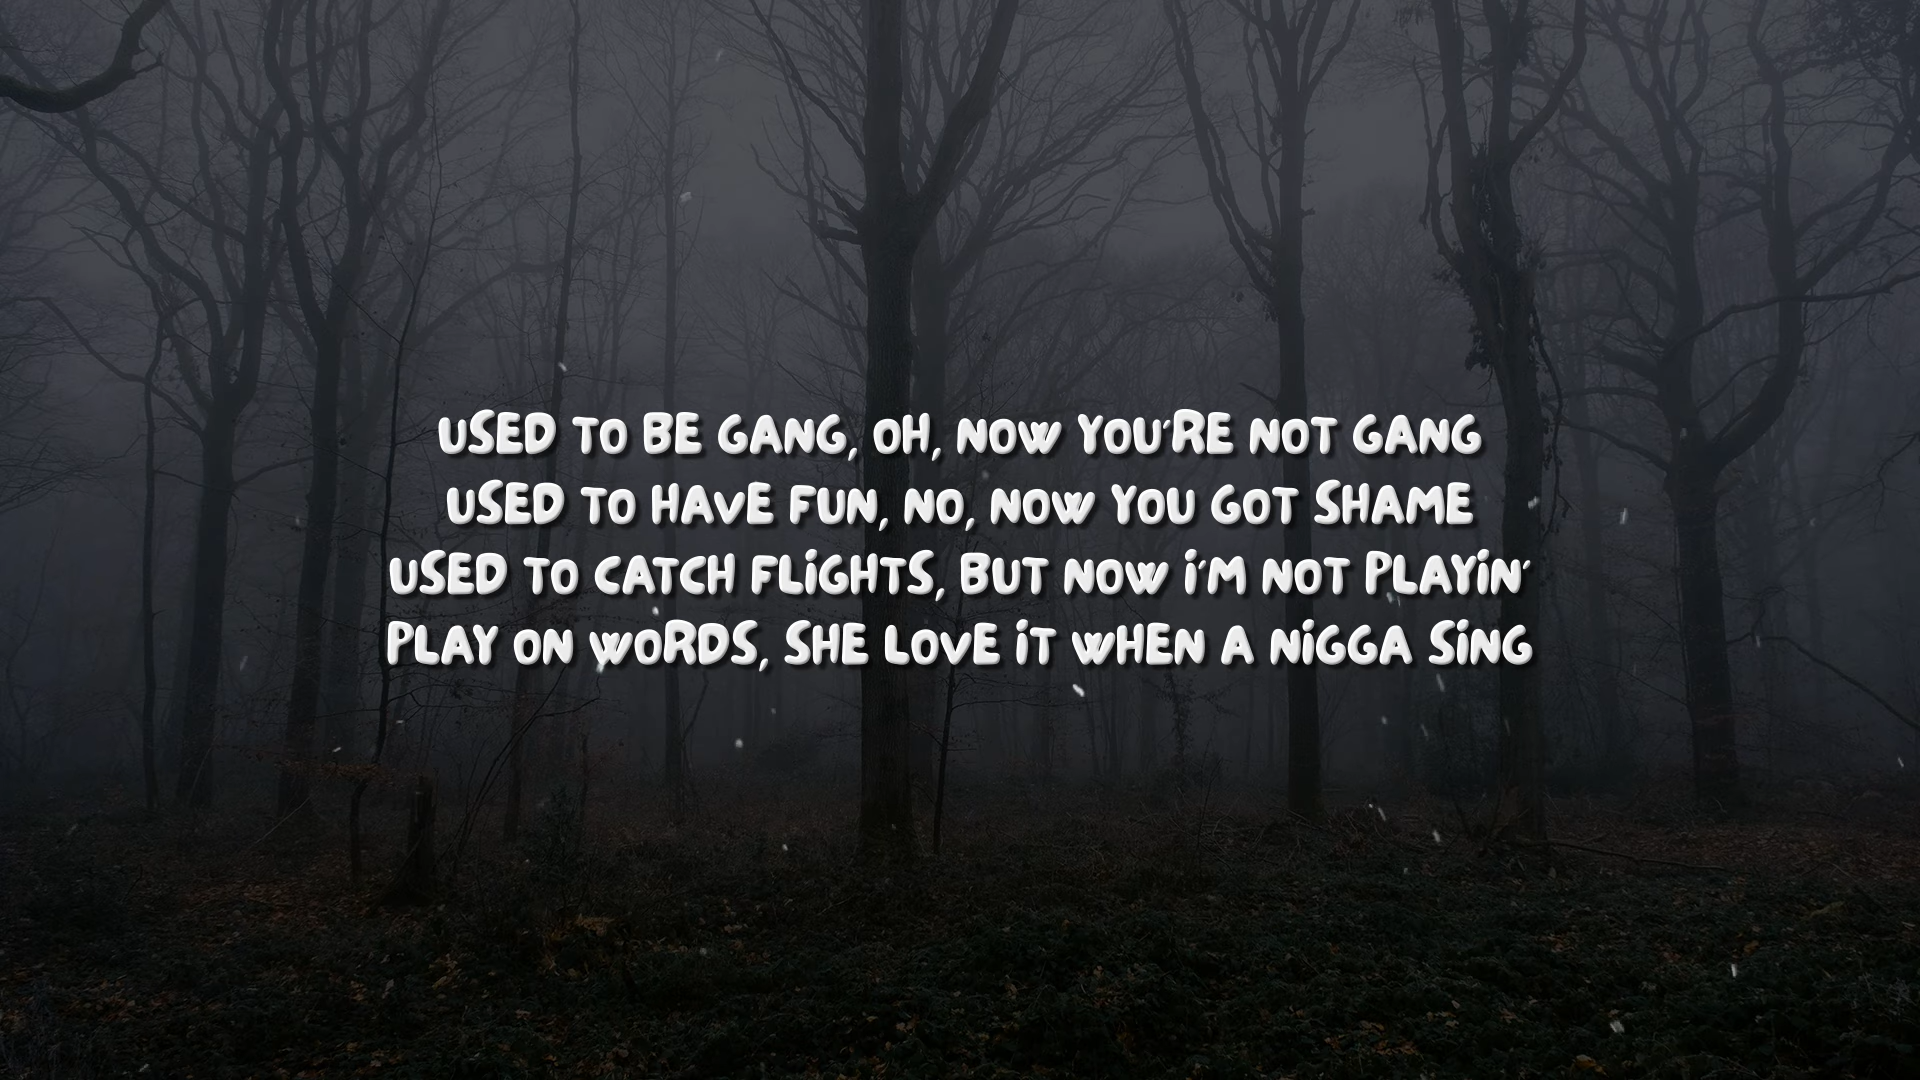 USED TO BE GANG, OH, NOW YOU'RE NOT GANG
USED TO HAVE FUN, NO, NOW YOU GOT SHAME
USED TO CATCH FLIGHTS, BUT NOW I'M NOT PLAYIN'
PLAY ON WORDS, SHE LOVE IT WHEN A NIGGA SING